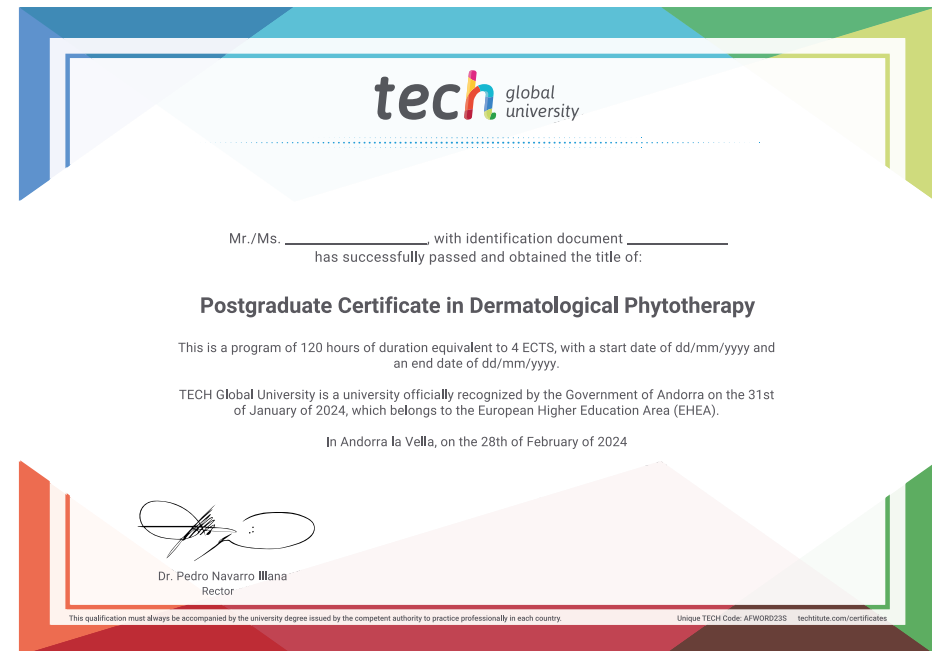 tech global university
Mr./Ms. ______________, with identification document __________
has successfully passed and obtained the title of:
Postgraduate Certificate in Dermatological Phytotherapy
This is a program of 120 hours of duration equivalent to 4 ECTS, with a start date of dd/mm/yyyy and
an end date of dd/mm/yyyy.
TECH Global University is a university officially recognized by the Government of Andorra on the 31st
of January of 2024, which belongs to the European Higher Education Area (EHEA).
In Andorra la Vella, on the 28th of February of 2024
Dr. Pedro Navarro Illana
Rector
This qualification must always be accompanied by the university degree issued by the competent authority to practice professionally in each country.
Unique TECH Code: AFWORD23S techtitute.com/certificates